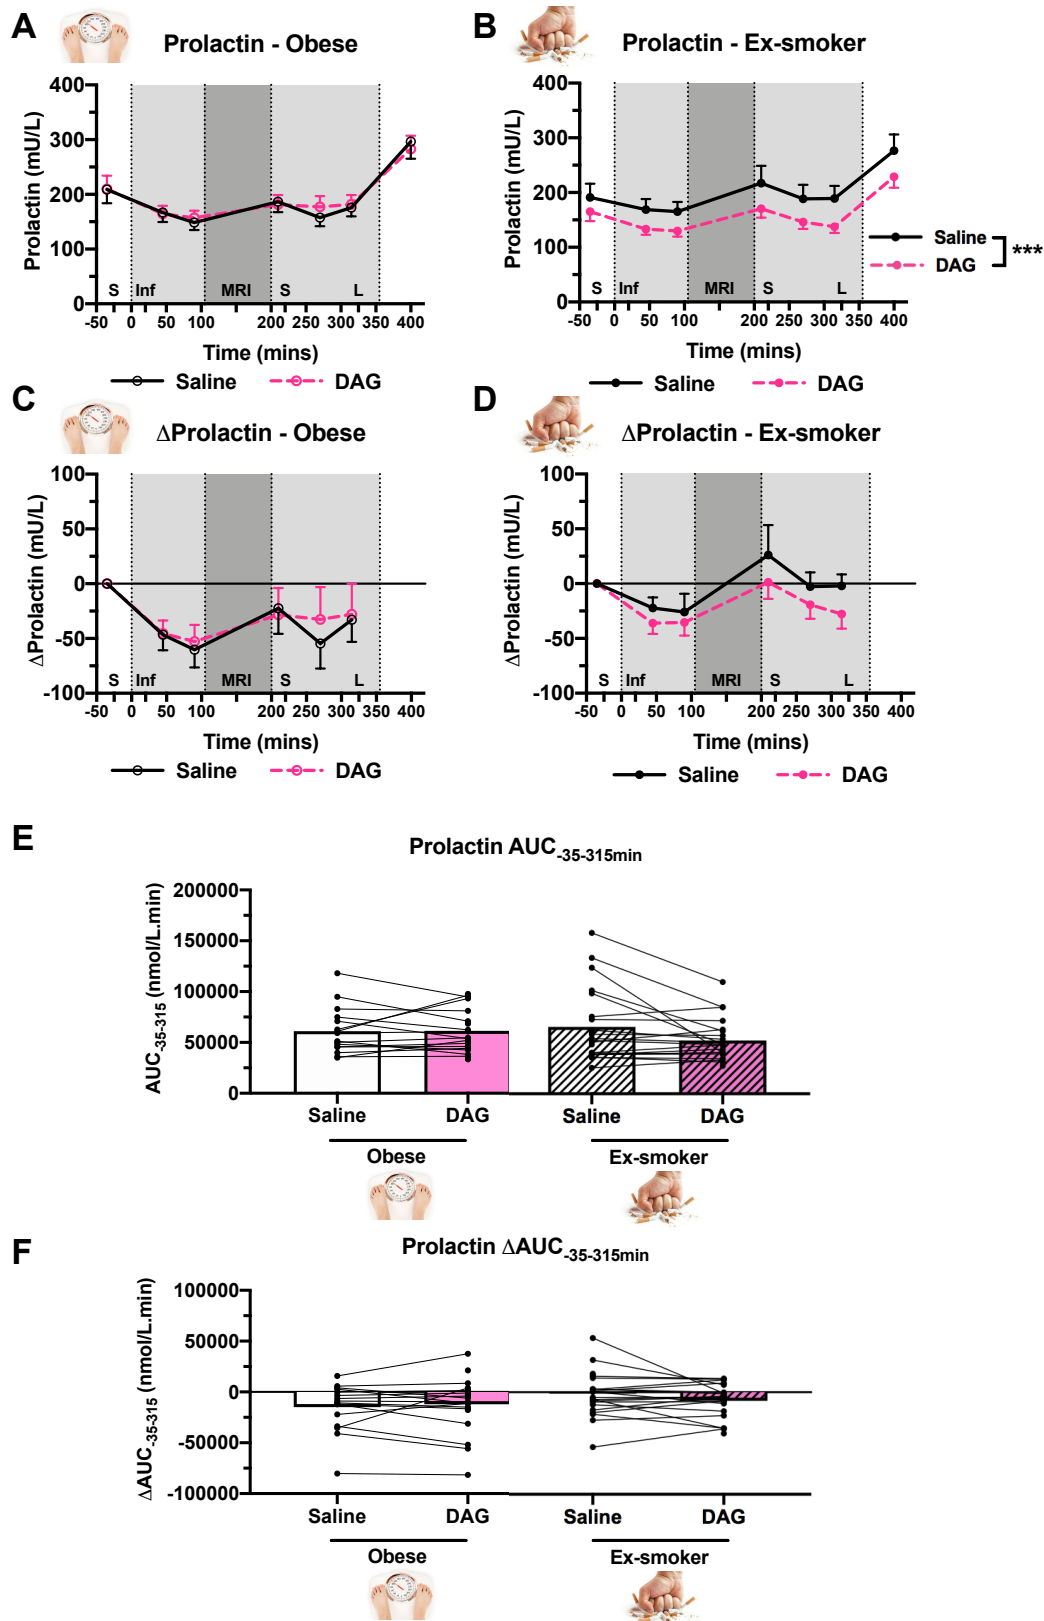 A
Prolactin - Obese
Prolactin (mU/L)
400
300
200
100
0
S
Inf
MRI
S
L
-50
0
50
100
200
250
300
350
400
Time (mins)
Saline
DAG
B
Prolactin - Ex-smoker
Prolactin (mU/L)
400
300
200
100
0
S
Inf
MRI
S
L
-50
0
50
100
200
250
300
350
400
Time (mins)
Saline
DAG
***
Saline
DAG
C
ΔProlactin - Obese
ΔProlactin (mU/L)
100
50
0
-50
-100
S
Inf
MRI
S
L
-50
0
50
100
200
250
300
350
400
Time (mins)
Saline
DAG
D
ΔProlactin - Ex-smoker
ΔProlactin (mU/L)
100
50
0
-50
-100
S
Inf
MRI
S
L
-50
0
50
100
200
250
300
350
400
Time (mins)
Saline
DAG
E
Prolactin AUC-35-315min
AUC-35-315 (nmol/L.min)
200000
150000
100000
50000
0
Saline
DAG
Saline
DAG
Obese
Ex-smoker
F
Prolactin ΔAUC-35-315min
ΔAUC-35-315 (nmol/L.min)
100000
50000
0
-50000
-100000
Saline
DAG
Saline
DAG
Obese
Ex-smoker